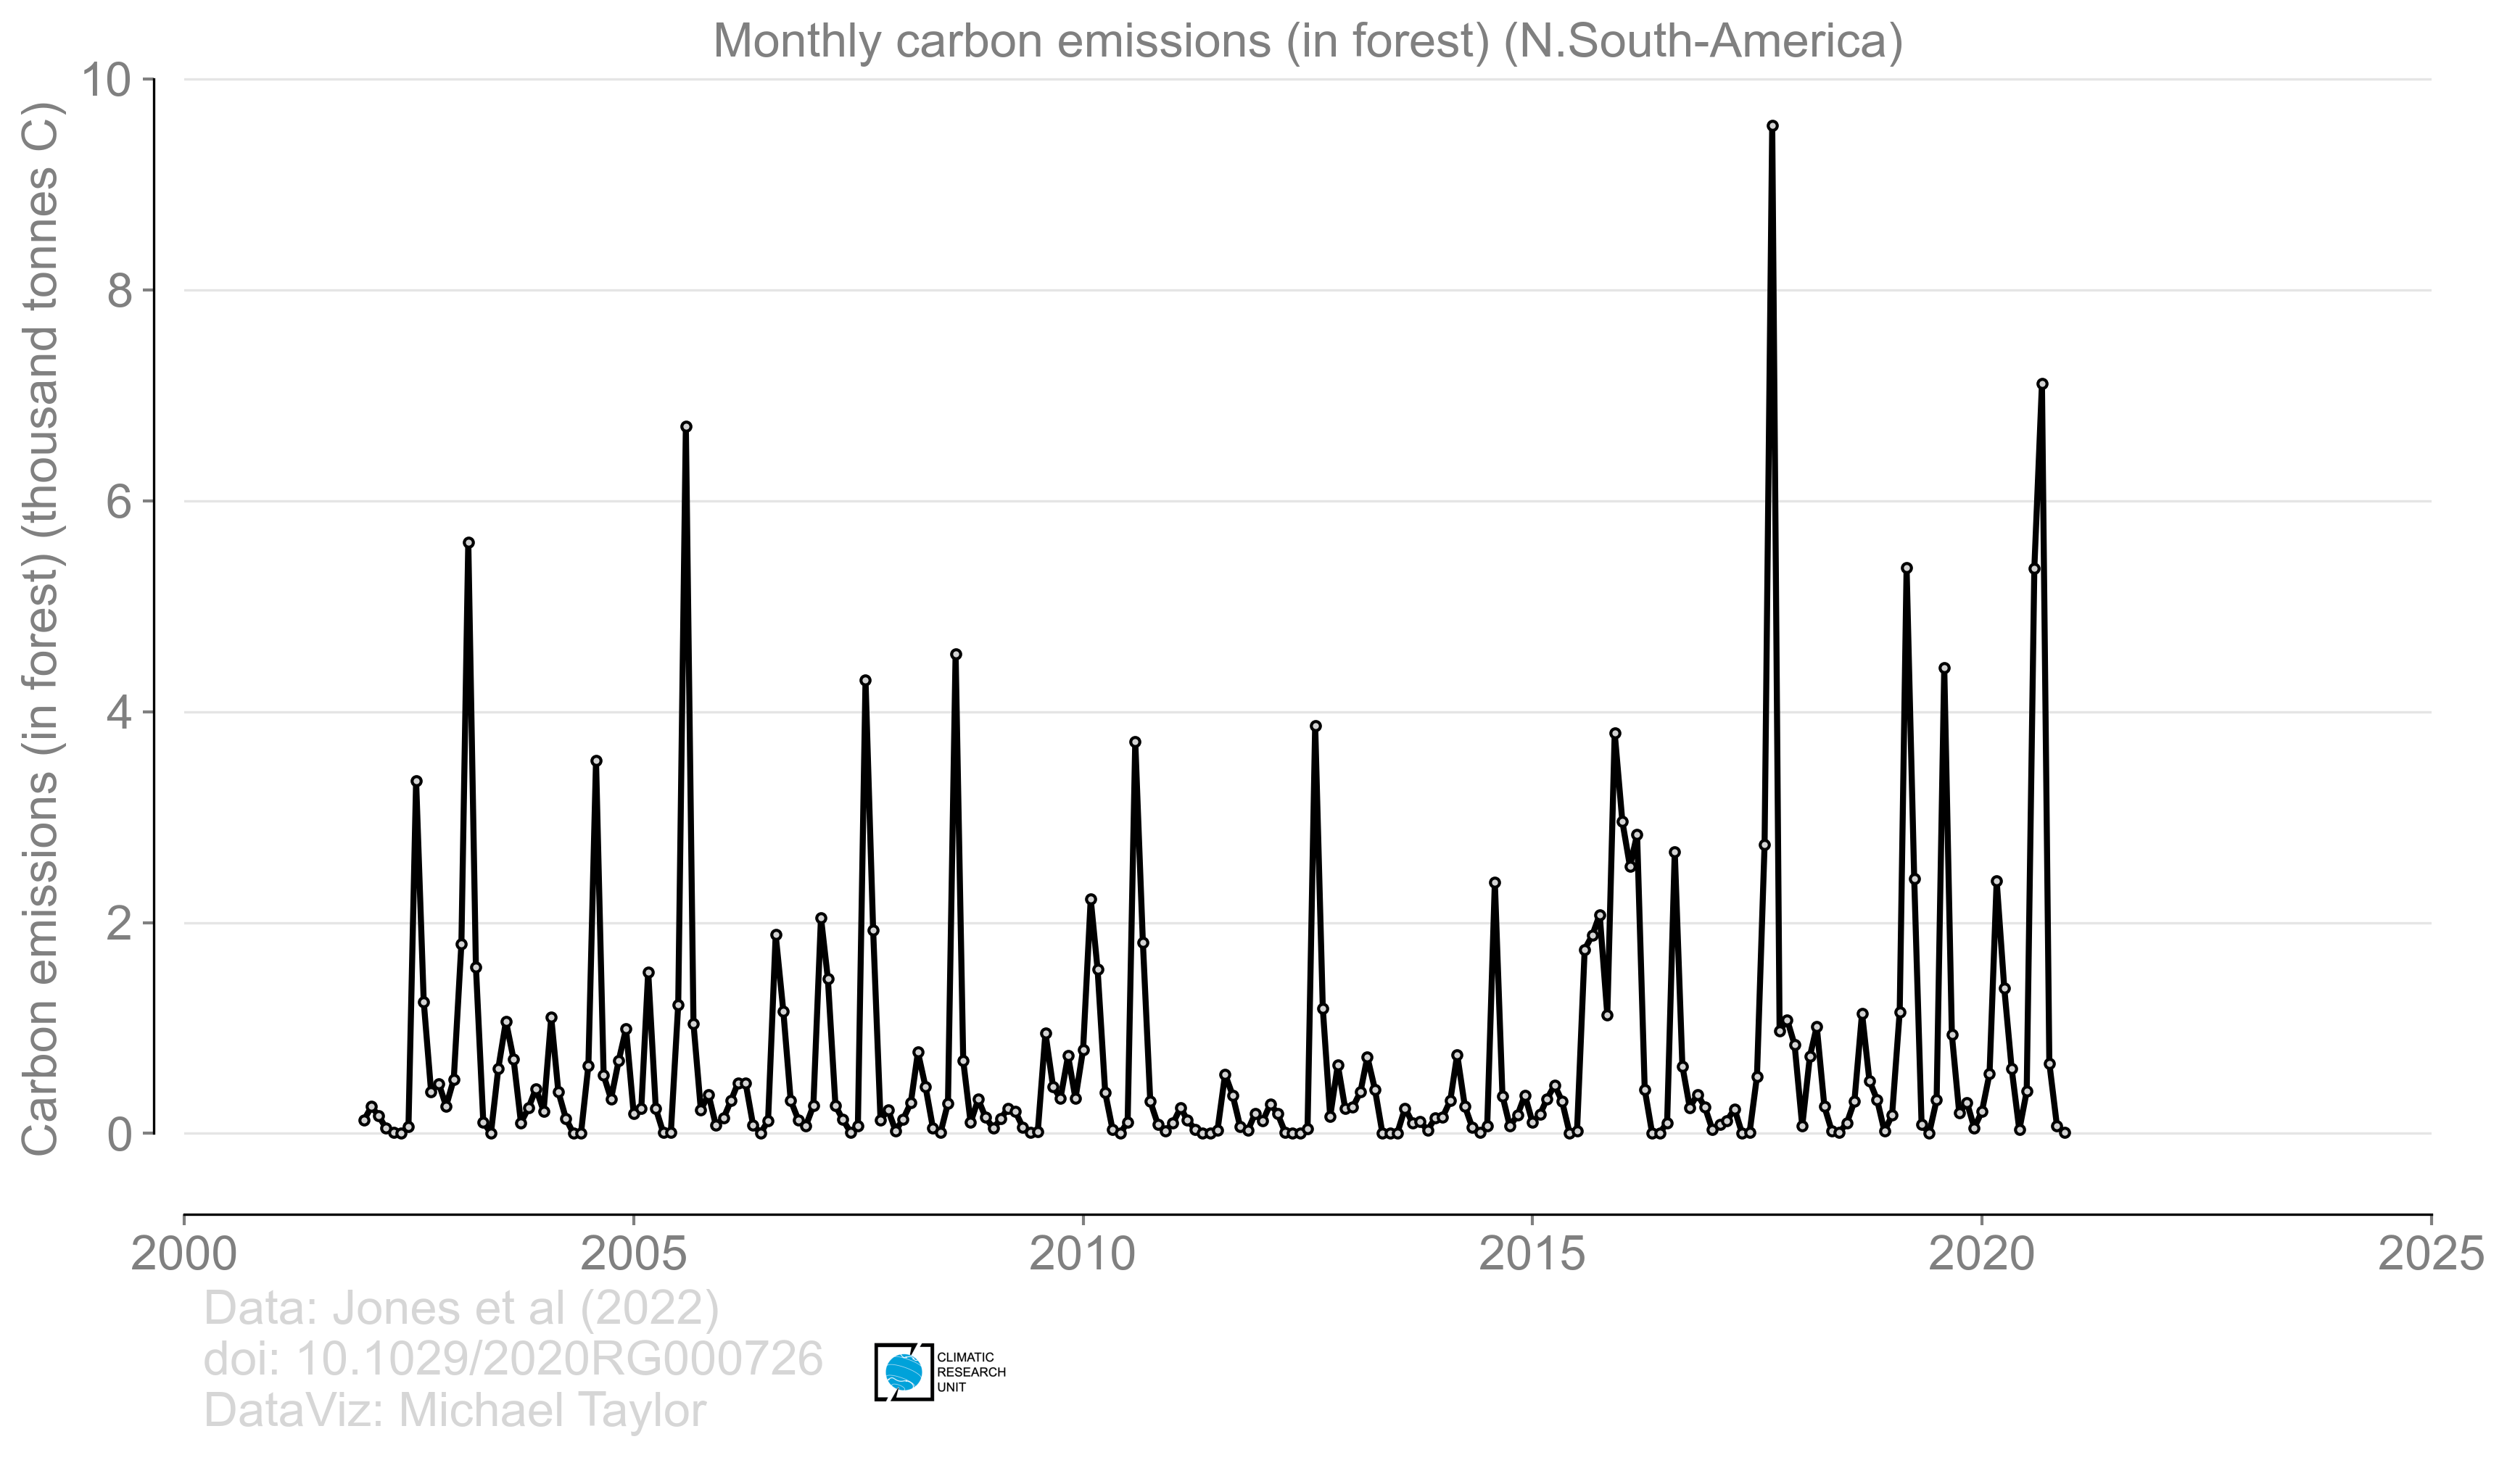 Monthly carbon emissions (in forest) (N.South-America)
Carbon emissions (in forest) (thousand tonnes C)
10
8
6
4
2
0
2000 2005 2010 2015 2020 2025
Data: Jones et al (2022)
doi: 10.1029/2020RG000726
DataViz: Michael Taylor
CLIMATIC
RESEARCH
UNIT